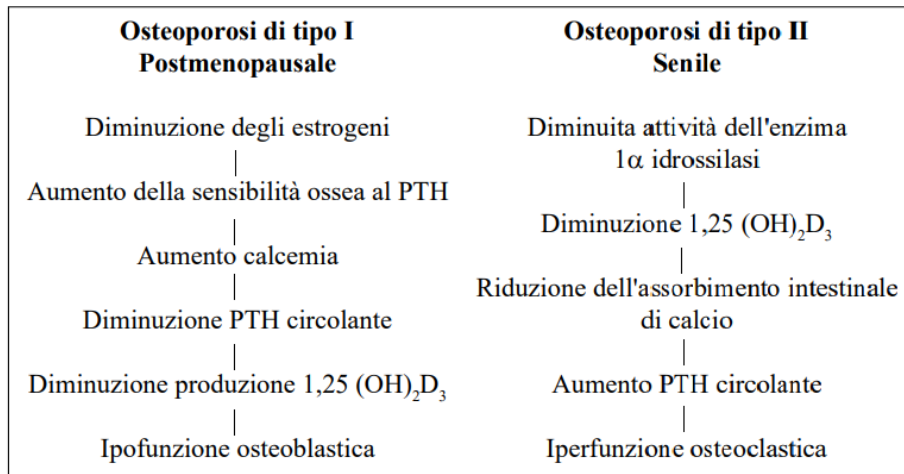 Osteoporosi di tipo I
Postmenopausale
Diminuzione degli estrogeni
Aumento della sensibilità ossea al PTH
Aumento calcemia
Diminuzione PTH circolante
Diminuzione produzione 1,25 (OH)₂D₃
Ipofunzione osteoblastica
Osteoporosi di tipo II
Senile
Diminuita attività dell'enzima
1α idrossilasi
Diminuzione 1,25 (OH)₂D₃
Riduzione dell'assorbimento intestinale
di calcio
Aumento PTH circolante
Iperfunzione osteoclastica